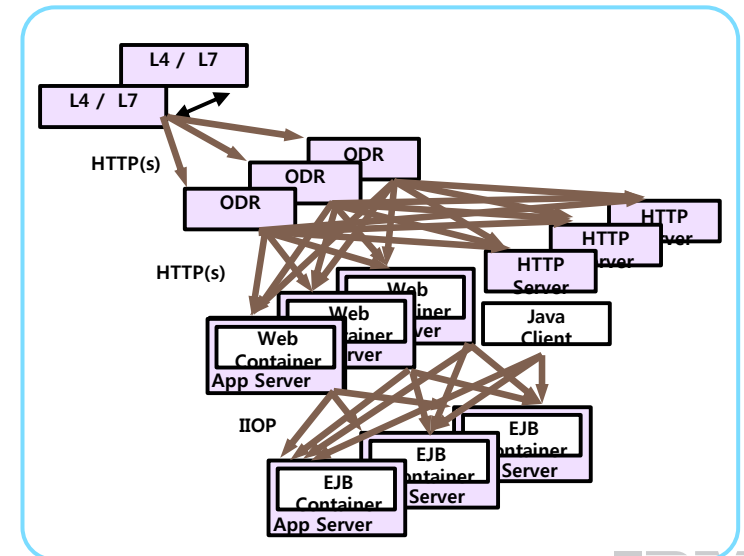 L4 / L7
L4 / L7
HTTP(s)
ODR
ODR
ODR
HTTP
HTTP
HTTP
Server
HTTP(s)
Web
Web
Web
Container
App Server
Java
Client
IIOP
EJB
Server
EJB
Server
EJB
Container
App Server